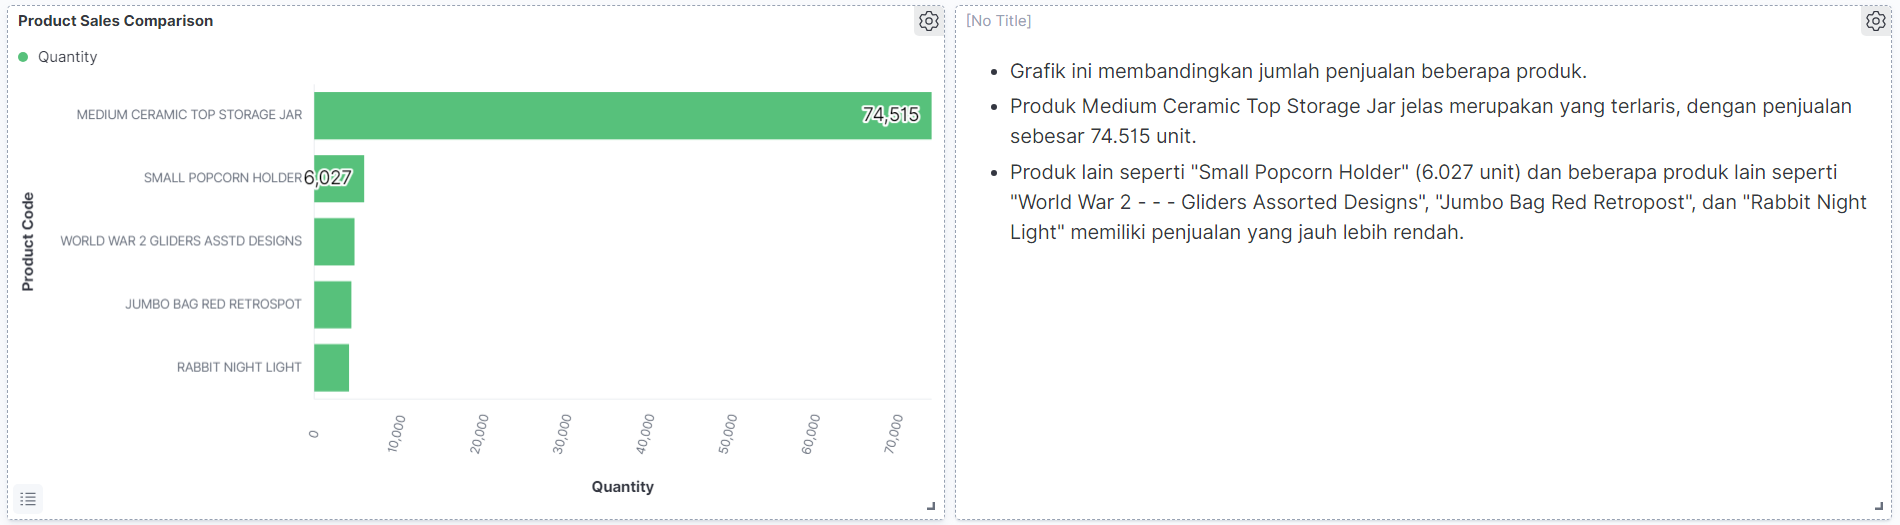 Product Sales Comparison
Quantity
MEDIUM CERAMIC TOP STORAGE JAR
74,515
SMALL POPCORN HOLDER
6,027
WORLD WAR 2 GLIDERS ASSTD DESIGNS
JUMBO BAG RED RETROSPOT
RABBIT NIGHT LIGHT
Product Code
0
10,000
20,000
30,000
40,000
50,000
60,000
70,000
Quantity
[No Title]
• Grafik ini membandingkan jumlah penjualan beberapa produk.
• Produk Medium Ceramic Top Storage Jar jelas merupakan yang terlaris, dengan penjualan
sebesar 74.515 unit.
• Produk lain seperti "Small Popcorn Holder" (6.027 unit) dan beberapa produk lain seperti
"World War 2 - - - Gliders Assorted Designs", "Jumbo Bag Red Retropost", dan "Rabbit Night
Light" memiliki penjualan yang jauh lebih rendah.